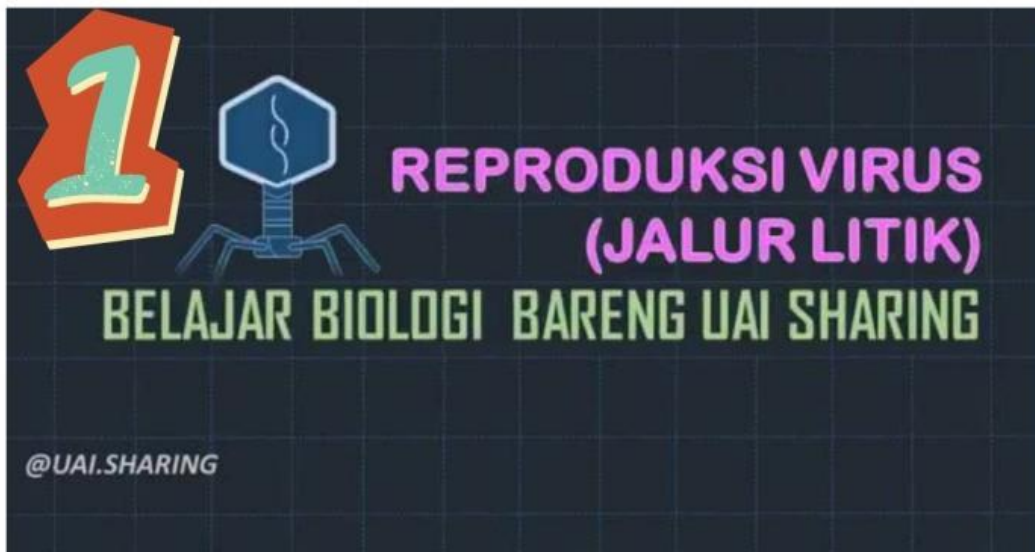 1
REPRODUKSI VIRUS
(JALUR LITIK)
BELAJAR BIOLOGI BARENG UAI SHARING
@UAI.SHARING